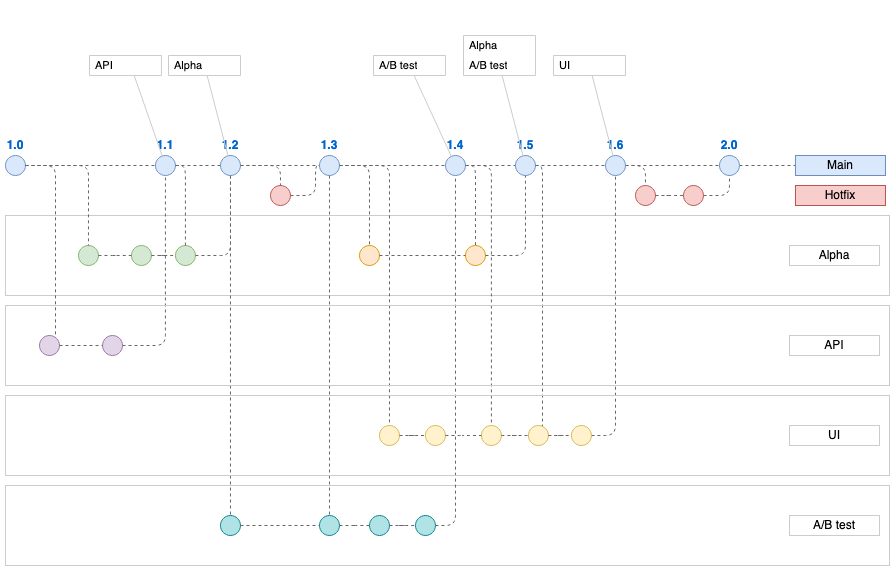 Alpha
API
Alpha
A/B test
A/B test
UI
1.0
1.1
1.2
1.3
1.4
1.5
1.6
2.0
Main
Hotfix
Alpha
API
UI
A/B test